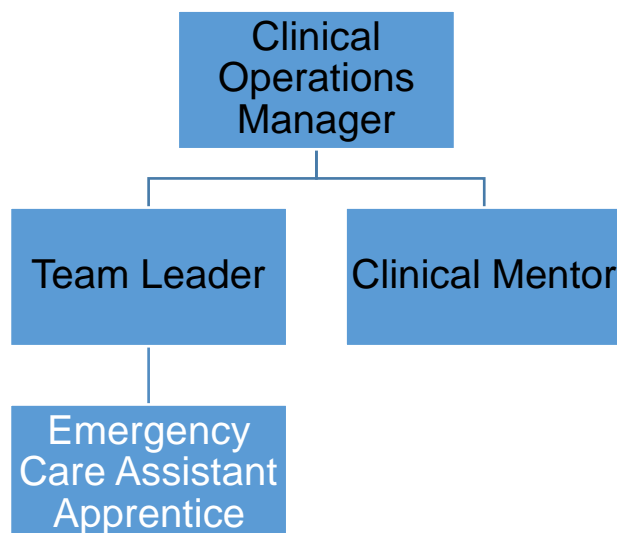 Clinical
Operations
Manager
Team Leader
Clinical Mentor
Emergency
Care Assistant
Apprentice